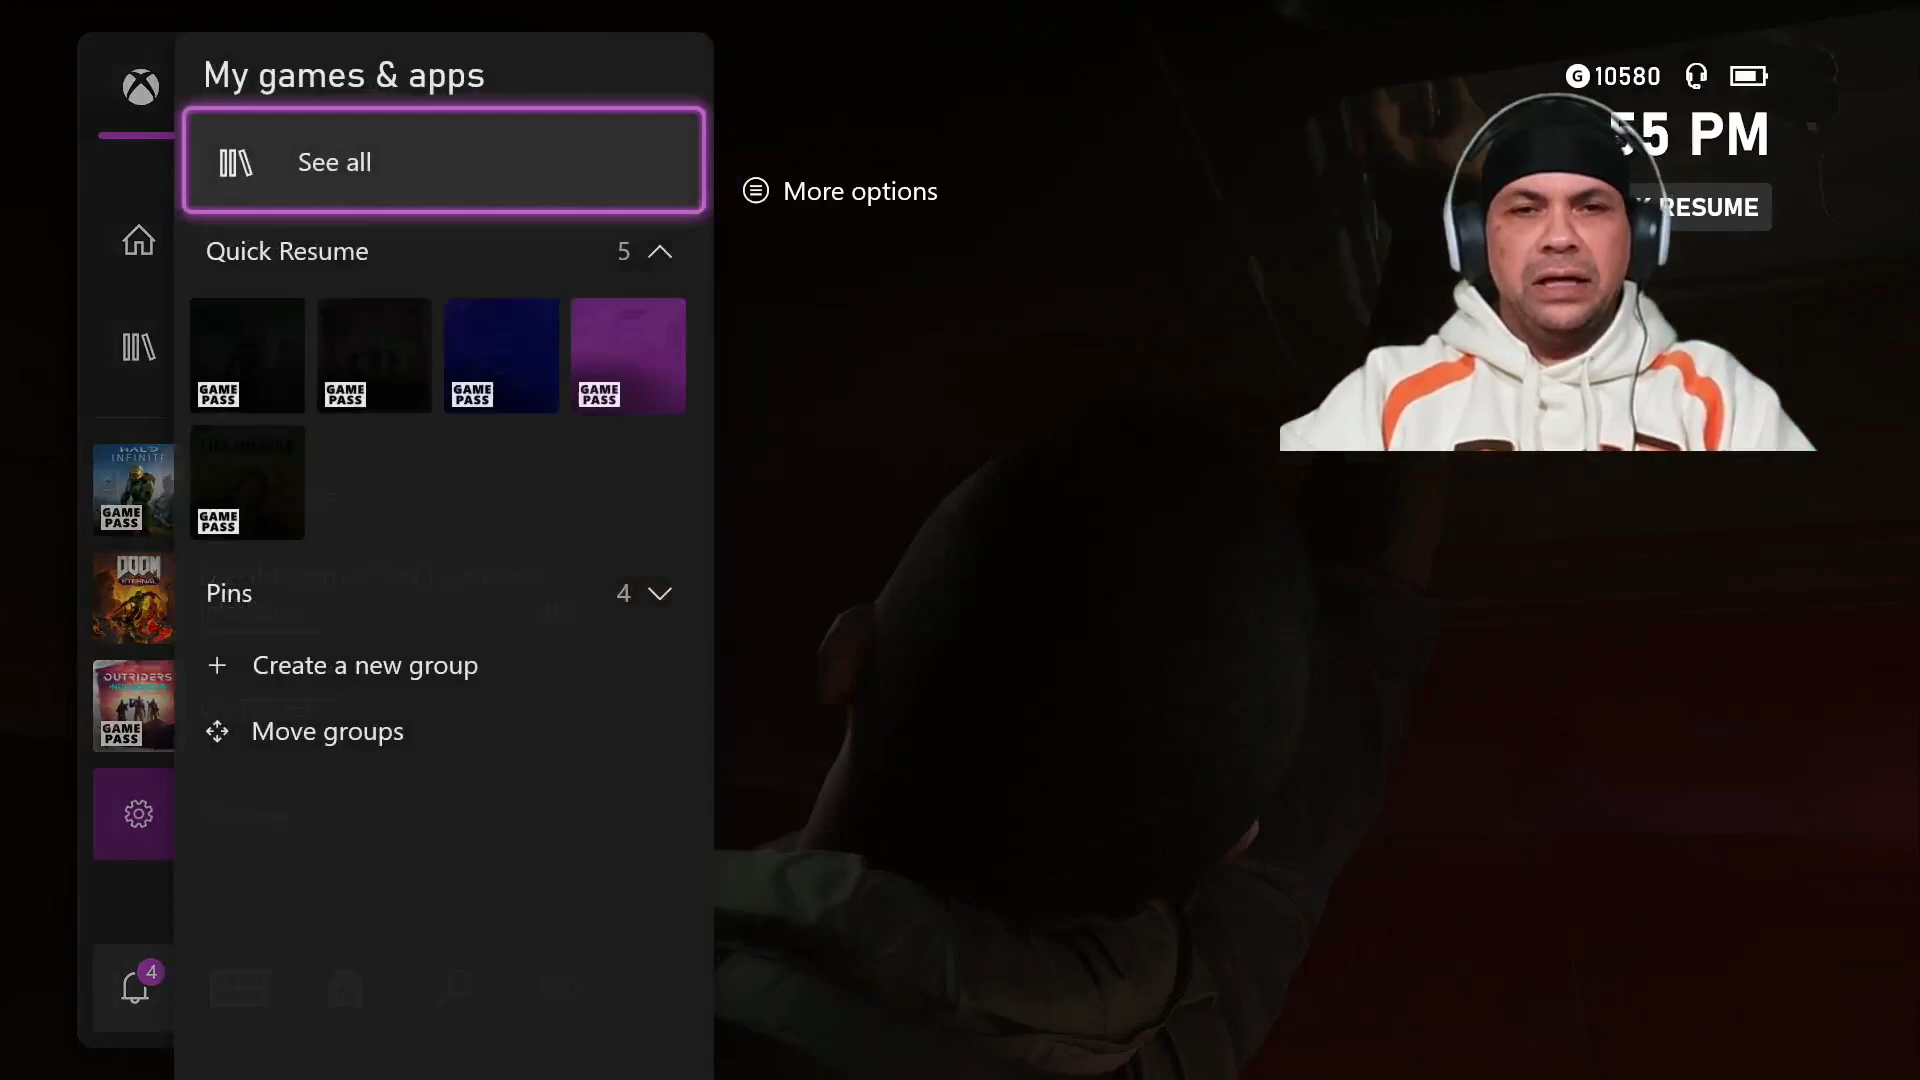 My games & apps
See all
More options
Quick Resume 5
GAME PASS
GAME PASS
GAME PASS
GAME PASS
GAME PASS
Pins 4
Create a new group
Move groups
HALO
INFINITE
GAME PASS
DOOM
ETERNAL
OUTRIDERS
GAME PASS
4
G 10580
55 PM
RESUME